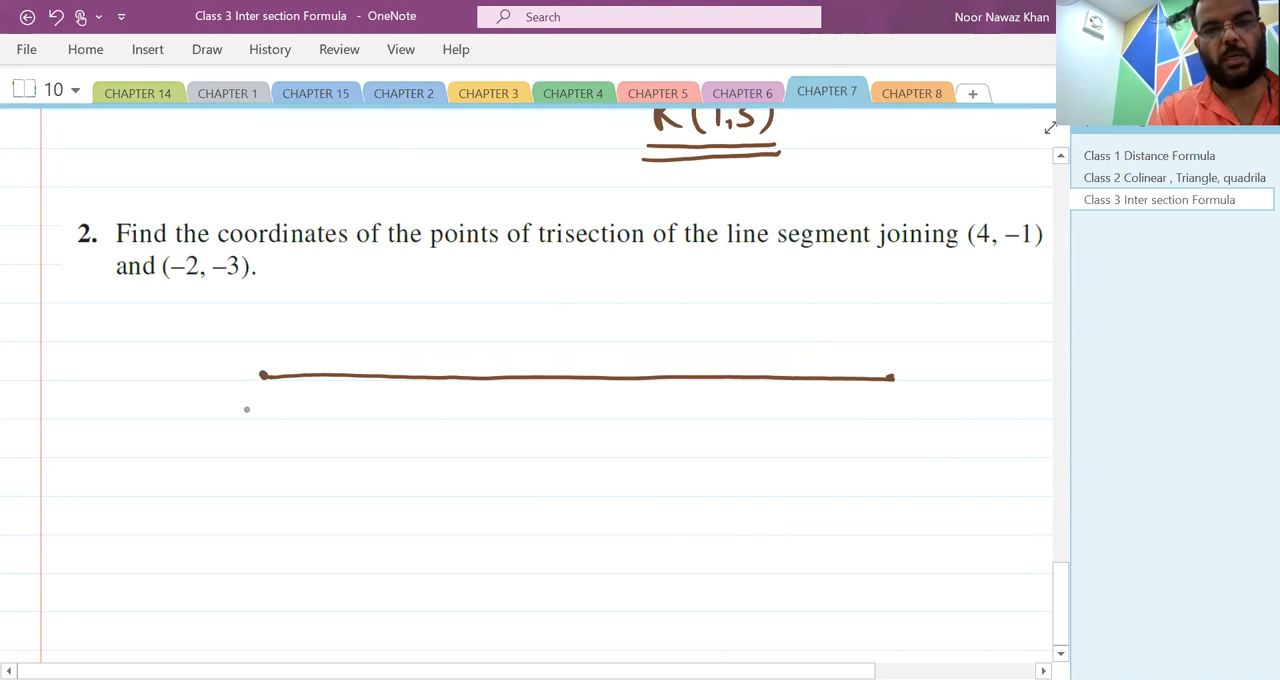 Class 3 Inter section Formula - OneNote
Search
Noor Nawaz Khan
File Home Insert Draw History Review View Help
10 CHAPTER 14 CHAPTER 1 CHAPTER 15 CHAPTER 2 CHAPTER 3 CHAPTER 4 CHAPTER 5 CHAPTER 6 CHAPTER 7 CHAPTER 8 +
Class 1 Distance Formula
Class 2 Colinear , Triangle, quadrila
Class 3 Inter section Formula
2. Find the coordinates of the points of trisection of the line segment joining (4, –1)
and (–2, –3).